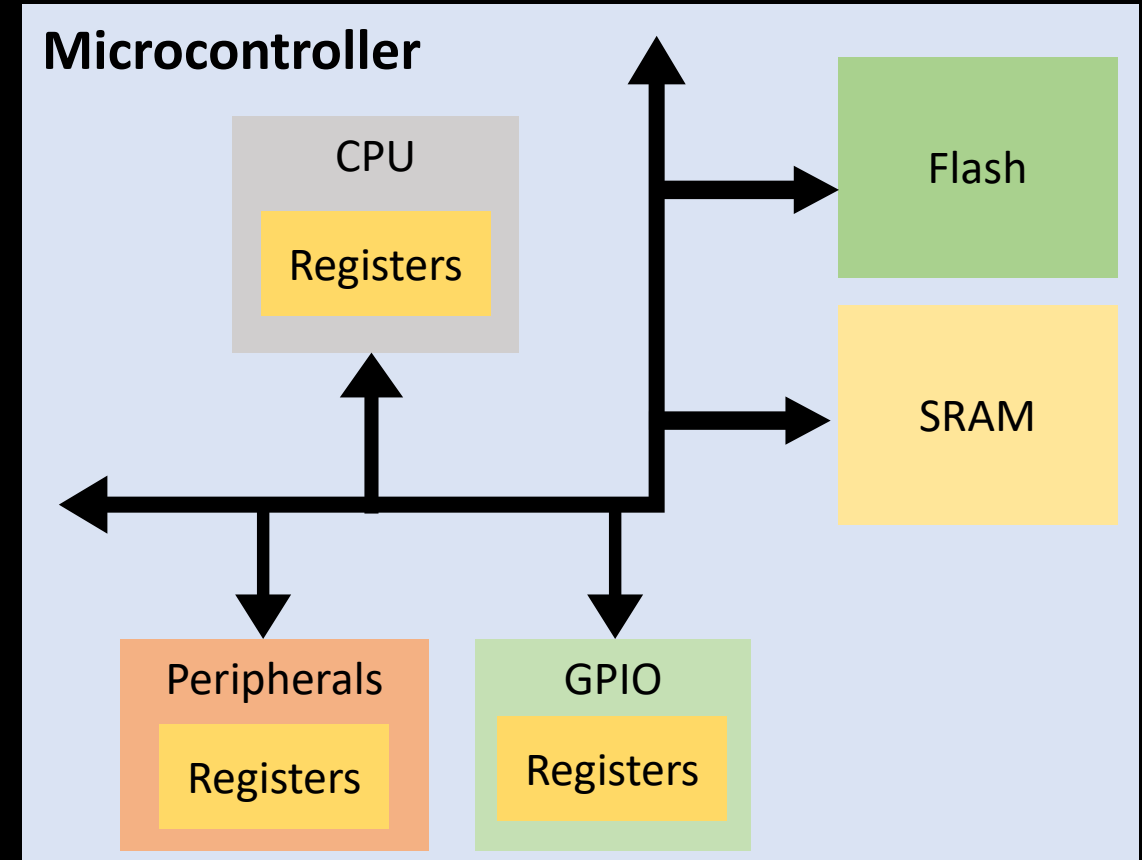 Microcontroller
CPU
Registers
Flash
SRAM
Peripherals
Registers
GPIO
Registers